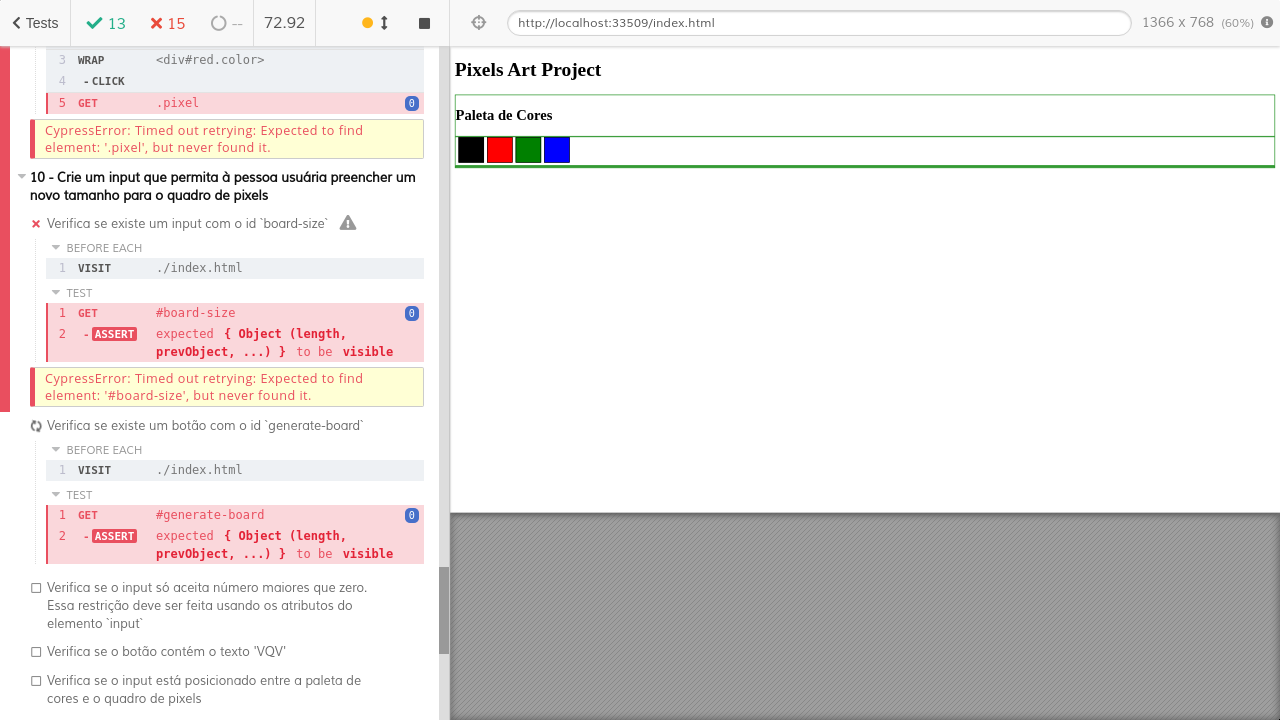 Tests 13 15 -- 72.92 http://localhost:33509/index.html 1366 x 768 (60%)
3 WRAP <div#red.color>
4 -CLICK
5 GET .pixel 0
CypressError: Timed out retrying: Expected to find
element: '.pixel', but never found it.
10 - Crie um input que permita à pessoa usuária preencher um
novo tamanho para o quadro de pixels
Verifica se existe um input com o id `board-size`
BEFORE EACH
1 VISIT ./index.html
TEST
1 GET #board-size 0
2 -ASSERT expected { Object (length,
prevObject, ...) } to be visible
CypressError: Timed out retrying: Expected to find
element: '#board-size', but never found it.
Verifica se existe um botão com o id `generate-board`
BEFORE EACH
1 VISIT ./index.html
TEST
1 GET #generate-board 0
2 -ASSERT expected { Object (length,
prevObject, ...) } to be visible
Verifica se o input só aceita número maiores que zero.
Essa restrição deve ser feita usando os atributos do
elemento `input`
Verifica se o botão contém o texto 'VQV'
Verifica se o input está posicionado entre a paleta de
cores e o quadro de pixels
Pixels Art Project
Paleta de Cores